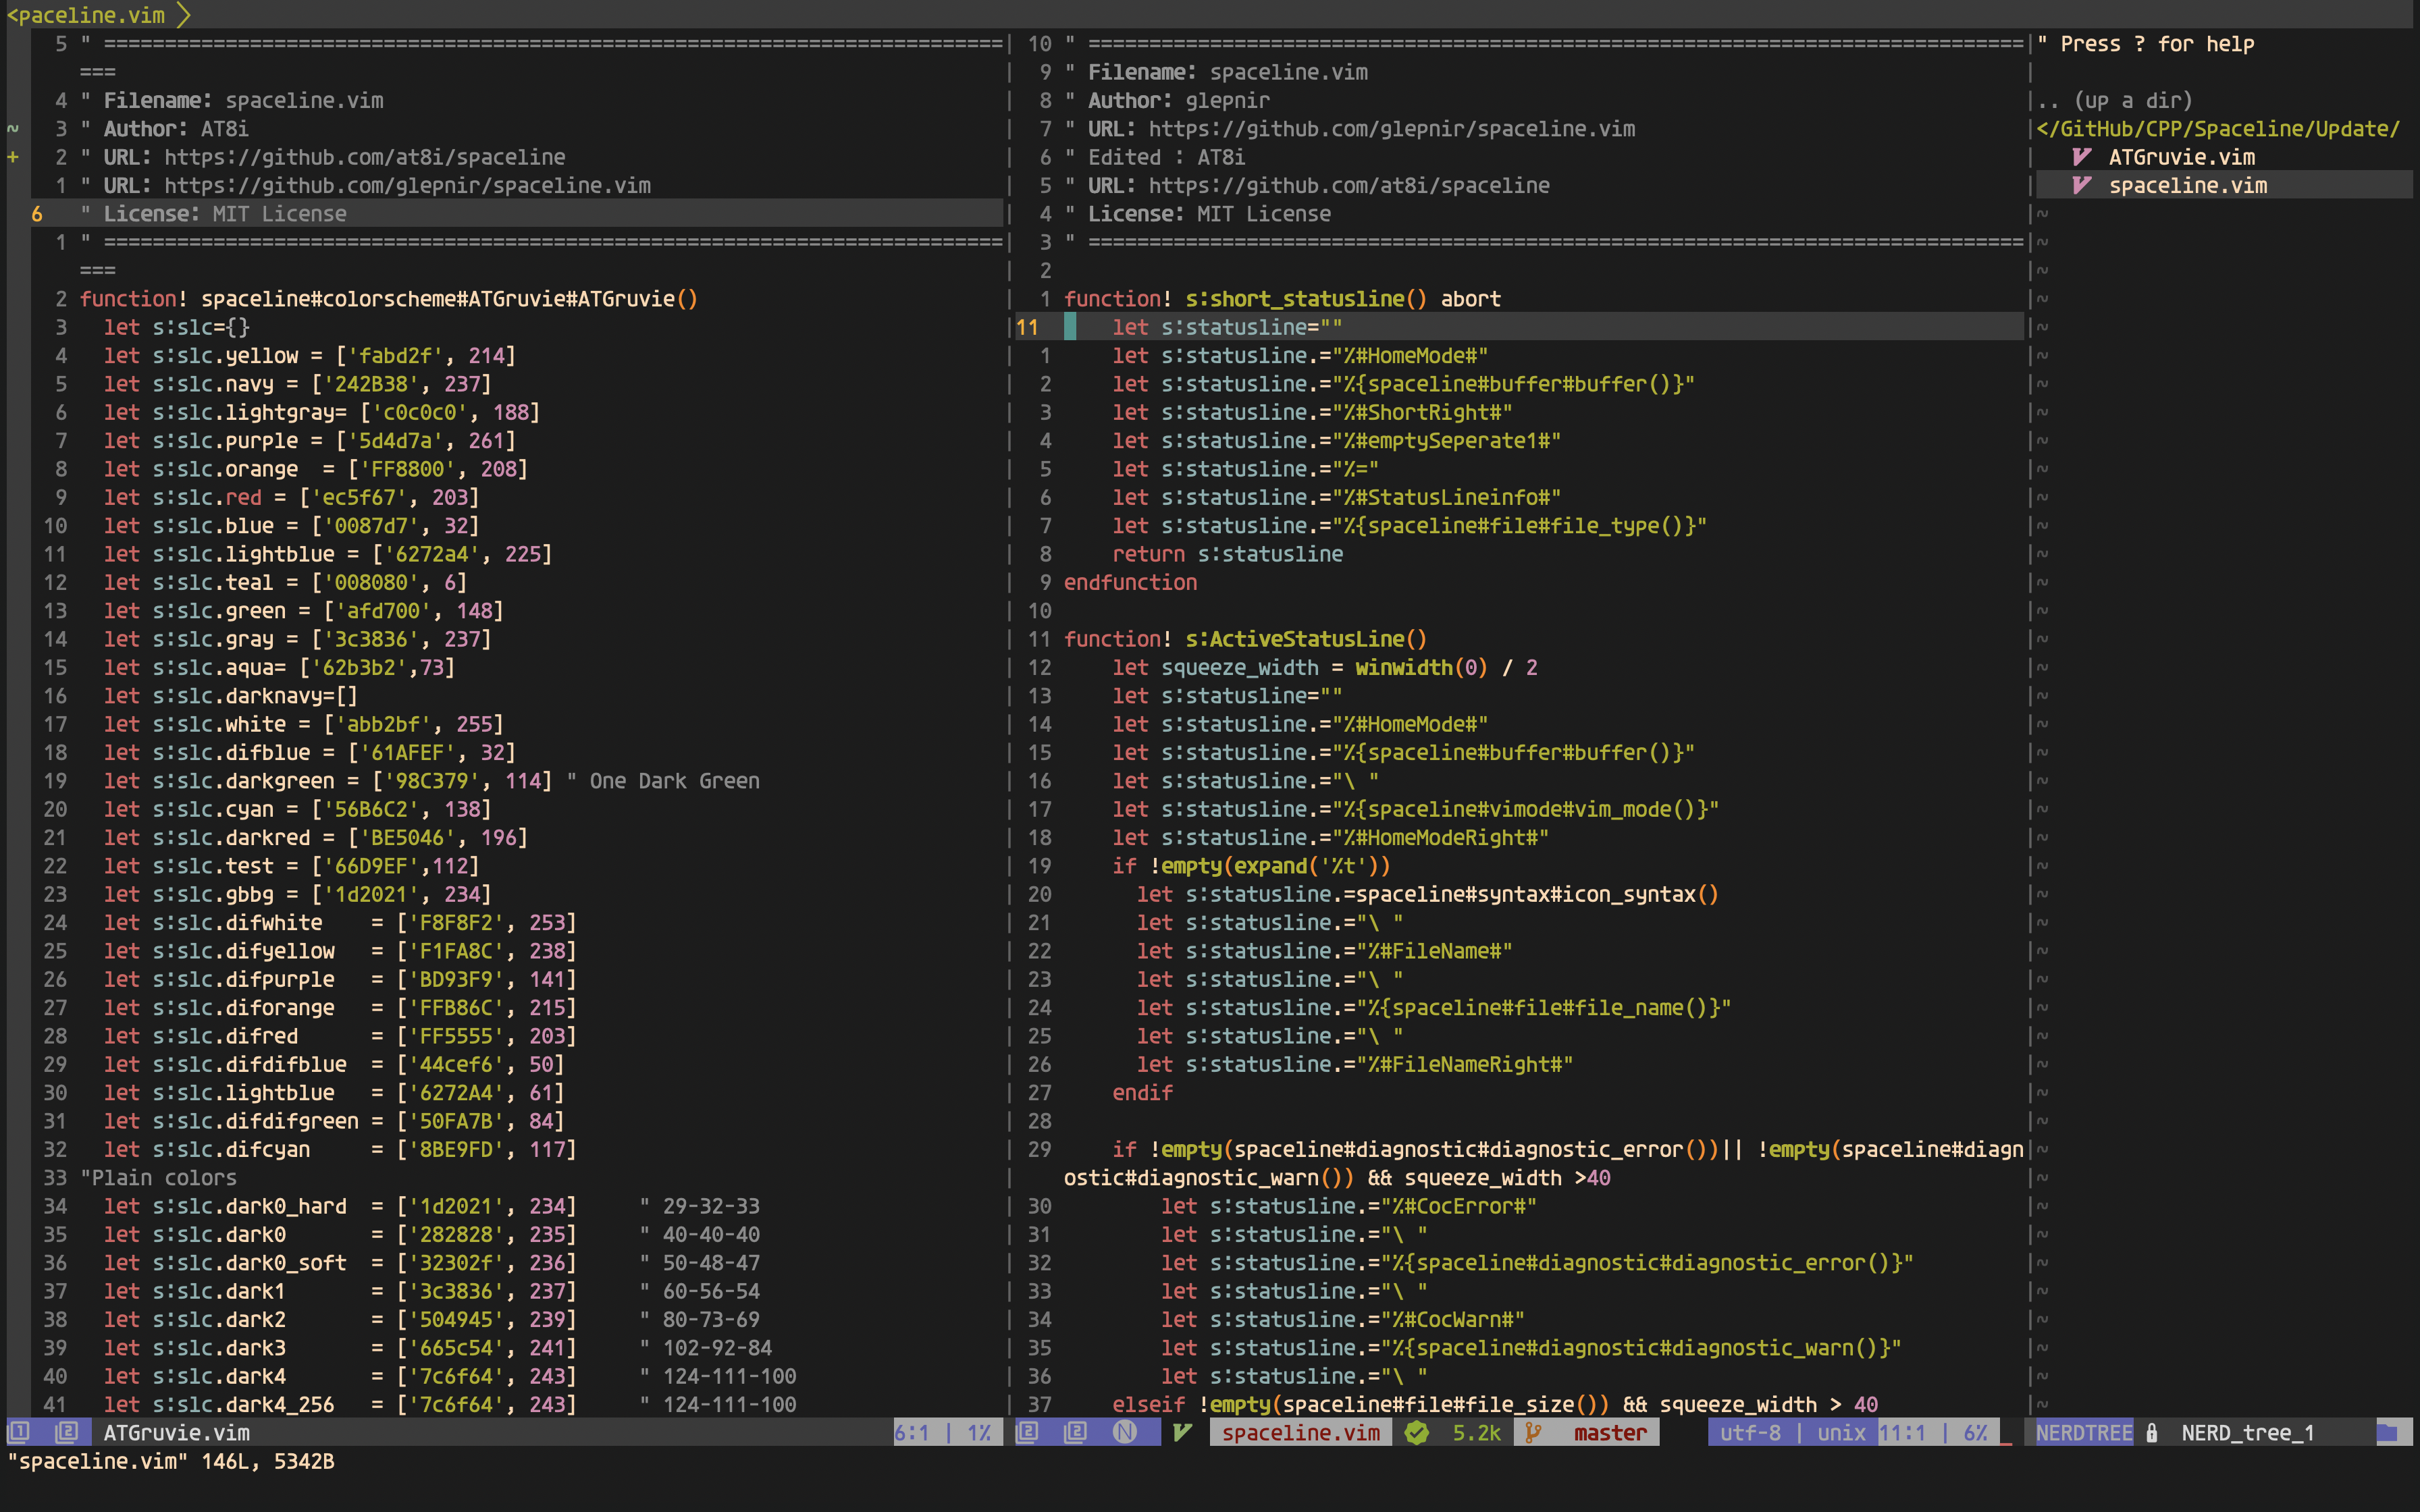 <paceline.vim
5 " ==========================================================================
===
4 " Filename: spaceline.vim
~ 3 " Author: AT8i
+ 2 " URL: https://github.com/at8i/spaceline
1 " URL: https://github.com/glepnir/spaceline.vim
6 " License: MIT License
1 " ==========================================================================
===
2 function! spaceline#colorscheme#ATGruvie#ATGruvie()
3   let s:slc={}
4   let s:slc.yellow = ['fabd2f', 214]
5   let s:slc.navy = ['242B38', 237]
6   let s:slc.lightgray= ['c0c0c0', 188]
7   let s:slc.purple = ['5d4d7a', 261]
8   let s:slc.orange  = ['FF8800', 208]
9   let s:slc.red = ['ec5f67', 203]
10   let s:slc.blue = ['0087d7', 32]
11   let s:slc.lightblue = ['6272a4', 225]
12   let s:slc.teal = ['008080', 6]
13   let s:slc.green = ['afd700', 148]
14   let s:slc.gray = ['3c3836', 237]
15   let s:slc.aqua= ['62b3b2',73]
16   let s:slc.darknavy=[]
17   let s:slc.white = ['abb2bf', 255]
18   let s:slc.difblue = ['61AFEF', 32]
19   let s:slc.darkgreen = ['98C379', 114] " One Dark Green
20   let s:slc.cyan = ['56B6C2', 138]
21   let s:slc.darkred = ['BE5046', 196]
22   let s:slc.test = ['66D9EF',112]
23   let s:slc.gbbg = ['1d2021', 234]
24   let s:slc.difwhite    = ['F8F8F2', 253]
25   let s:slc.difyellow   = ['F1FA8C', 238]
26   let s:slc.difpurple   = ['BD93F9', 141]
27   let s:slc.diforange   = ['FFB86C', 215]
28   let s:slc.difred      = ['FF5555', 203]
29   let s:slc.difdifblue  = ['44cef6', 50]
30   let s:slc.lightblue   = ['6272A4', 61]
31   let s:slc.difdifgreen = ['50FA7B', 84]
32   let s:slc.difcyan     = ['8BE9FD', 117]
33 "Plain colors
34   let s:slc.dark0_hard  = ['1d2021', 234]     " 29-32-33
35   let s:slc.dark0       = ['282828', 235]     " 40-40-40
36   let s:slc.dark0_soft  = ['32302f', 236]     " 50-48-47
37   let s:slc.dark1       = ['3c3836', 237]     " 60-56-54
38   let s:slc.dark2       = ['504945', 239]     " 80-73-69
39   let s:slc.dark3       = ['665c54', 241]     " 102-92-84
40   let s:slc.dark4       = ['7c6f64', 243]     " 124-111-100
41   let s:slc.dark4_256   = ['7c6f64', 243]     " 124-111-100
1 2 ATGruvie.vim 6:1 | 1%
10 " =============================================================================
9 " Filename: spaceline.vim
8 " Author: glepnir
7 " URL: https://github.com/glepnir/spaceline.vim
6 " Edited : AT8i
5 " URL: https://github.com/at8i/spaceline
4 " License: MIT License
3 " =============================================================================
2
1 function! s:short_statusline() abort
11     let s:statusline=""
1     let s:statusline.="%#HomeMode#"
2     let s:statusline.="%{spaceline#buffer#buffer()}"
3     let s:statusline.="%#ShortRight#"
4     let s:statusline.="%#emptySeperate1#"
5     let s:statusline.="%="
6     let s:statusline.="%#StatusLineinfo#"
7     let s:statusline.="%{spaceline#file#file_type()}"
8     return s:statusline
9 endfunction
10
11 function! s:ActiveStatusLine()
12     let squeeze_width = winwidth(0) / 2
13     let s:statusline=""
14     let s:statusline.="%#HomeMode#"
15     let s:statusline.="%{spaceline#buffer#buffer()}"
16     let s:statusline.="\ "
17     let s:statusline.="%{spaceline#vimode#vim_mode()}"
18     let s:statusline.="%#HomeModeRight#"
19     if !empty(expand('%t'))
20       let s:statusline.=spaceline#syntax#icon_syntax()
21       let s:statusline.="\ "
22       let s:statusline.="%#FileName#"
23       let s:statusline.="\ "
24       let s:statusline.="%{spaceline#file#file_name()}"
25       let s:statusline.="\ "
26       let s:statusline.="%#FileNameRight#"
27     endif
28
29     if !empty(spaceline#diagnostic#diagnostic_error())|| !empty(spaceline#diagn
ostic#diagnostic_warn()) && squeeze_width >40
30         let s:statusline.="%#CocError#"
31         let s:statusline.="\ "
32         let s:statusline.="%{spaceline#diagnostic#diagnostic_error()}"
33         let s:statusline.="\ "
34         let s:statusline.="%#CocWarn#"
35         let s:statusline.="%{spaceline#diagnostic#diagnostic_warn()}"
36         let s:statusline.="\ "
37     elseif !empty(spaceline#file#file_size()) && squeeze_width > 40
2 2 N spaceline.vim 5.2k master utf-8 | unix 11:1 | 6%
" Press ? for help
.. (up a dir)
</GitHub/CPP/Spaceline/Update/
ATGruvie.vim
spaceline.vim
NERDTREE NERD_tree_1
"spaceline.vim" 146L, 5342B